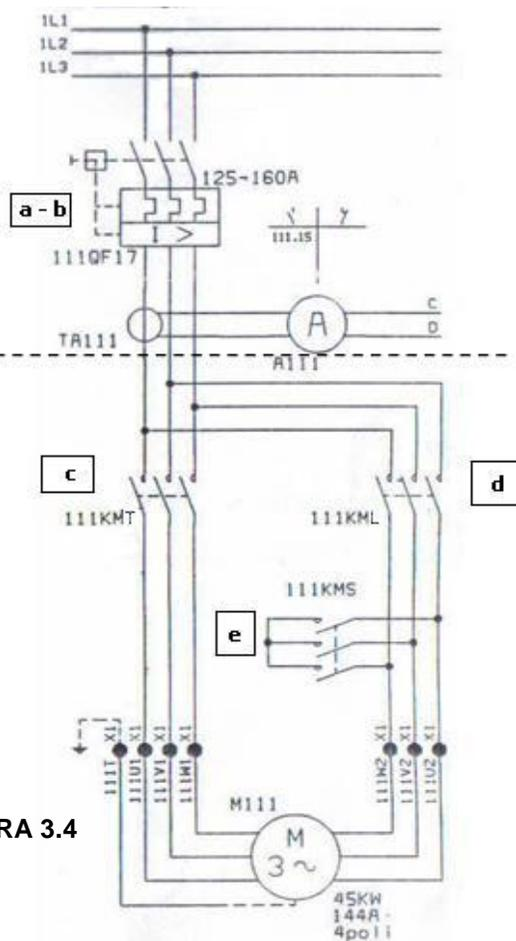 1L1
1L2
1L3
125-160A
a - b
I >
111QF17
111.15
C
D
A
TA111
A111
c
d
111KMT
111KML
111KMS
e
X1 X1 X1 X1
111T 111U1 111V1 111W1
X1 X1 X1
111W2 111V2 111U2
M111
RA 3.4
M
3 ~
45KW
144A-
4poli